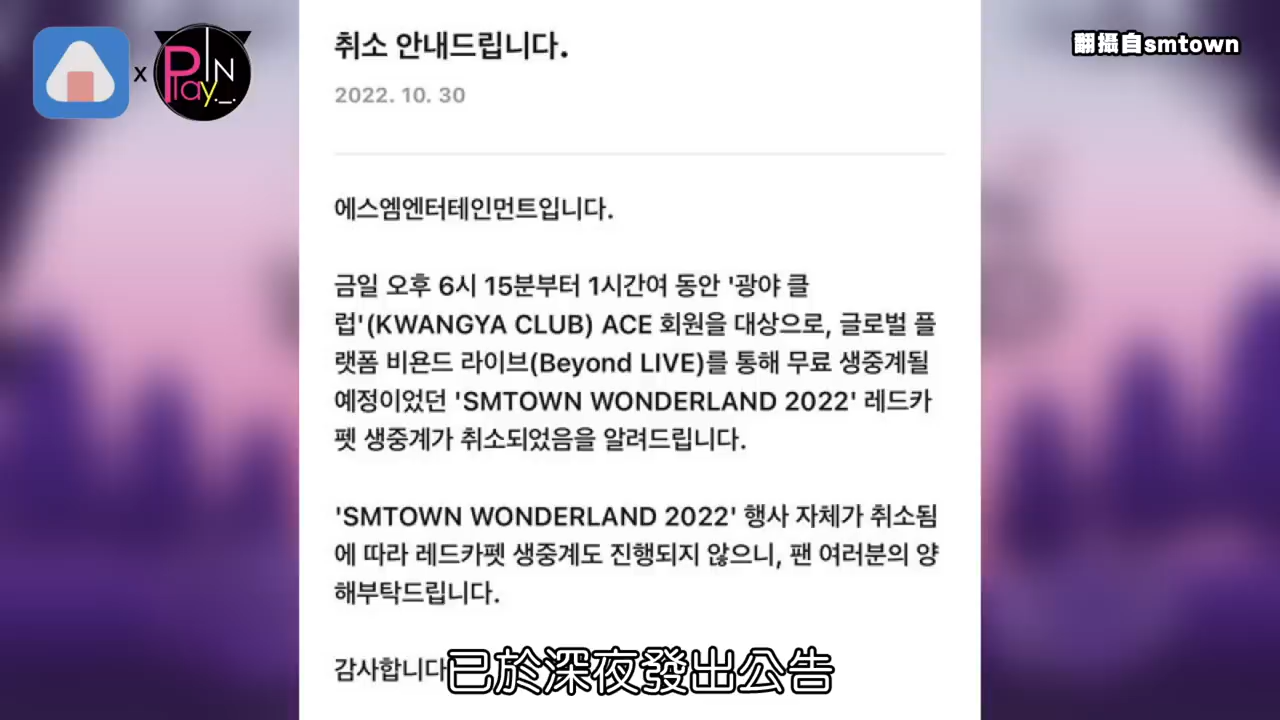 x
PlayIN._.
翻攝自smtown
취소 안내드립니다.
2022. 10. 30
에스엠엔터테인먼트입니다.
금일 오후 6시 15분부터 1시간여 동안 '광야 클
럽'(KWANGYA CLUB) ACE 회원을 대상으로, 글로벌 플
랫폼 비욘드 라이브(Beyond LIVE)를 통해 무료 생중계될
예정이었던 'SMTOWN WONDERLAND 2022' 레드카
펫 생중계가 취소되었음을 알려드립니다.
'SMTOWN WONDERLAND 2022' 행사 자체가 취소됨
에 따라 레드카펫 생중계도 진행되지 않으니, 팬 여러분의 양
해부탁드립니다.
감사합니다
已於深夜發出公告